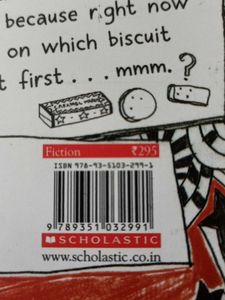 because right now
on which biscuit
t first . . . mmm. ?
Fiction ₹295
ISBN 978-93-5103-299-1
9 789351 032991
SCHOLASTIC
www.scholastic.co.in